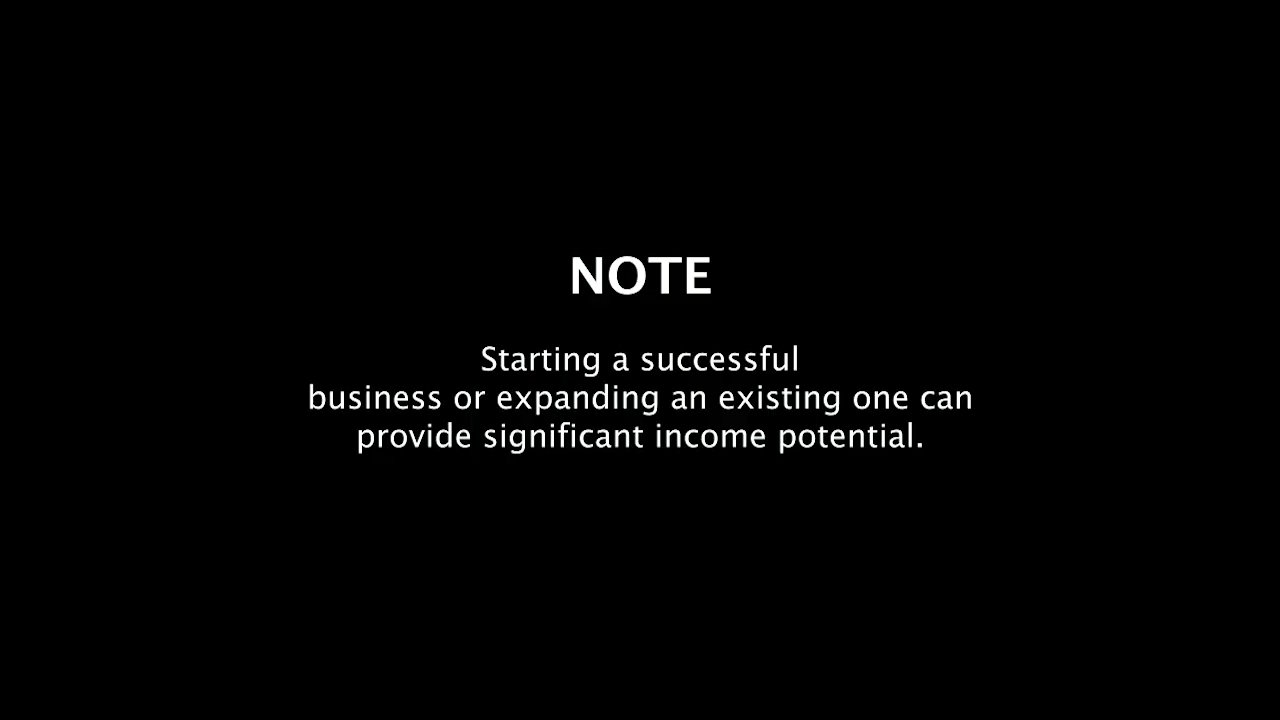 NOTE
Starting a successful
business or expanding an existing one can
provide significant income potential.